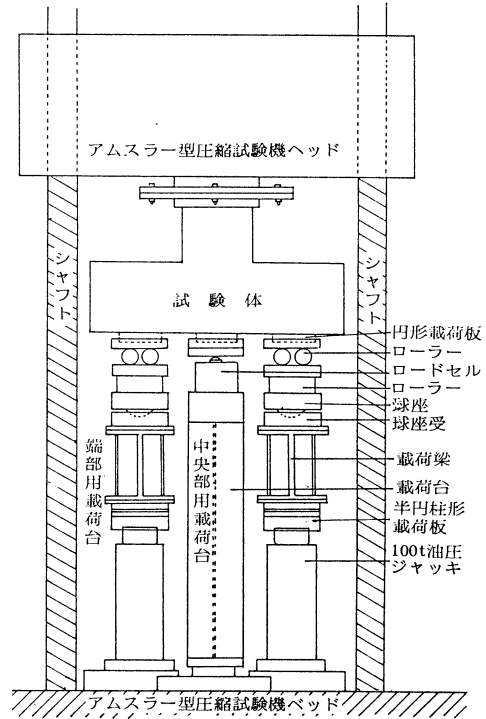 アムスラー型圧縮試験機ヘッド
シャフト
シャフト
試験体
円形載荷板
ローラー
ロードセル
ローラー
球座
球座受
載荷梁
載荷台
半円柱形
載荷板
100t油圧
ジャッキ
端部用載荷台
中央部用載荷台
アムスラー型圧縮試験機ベッド